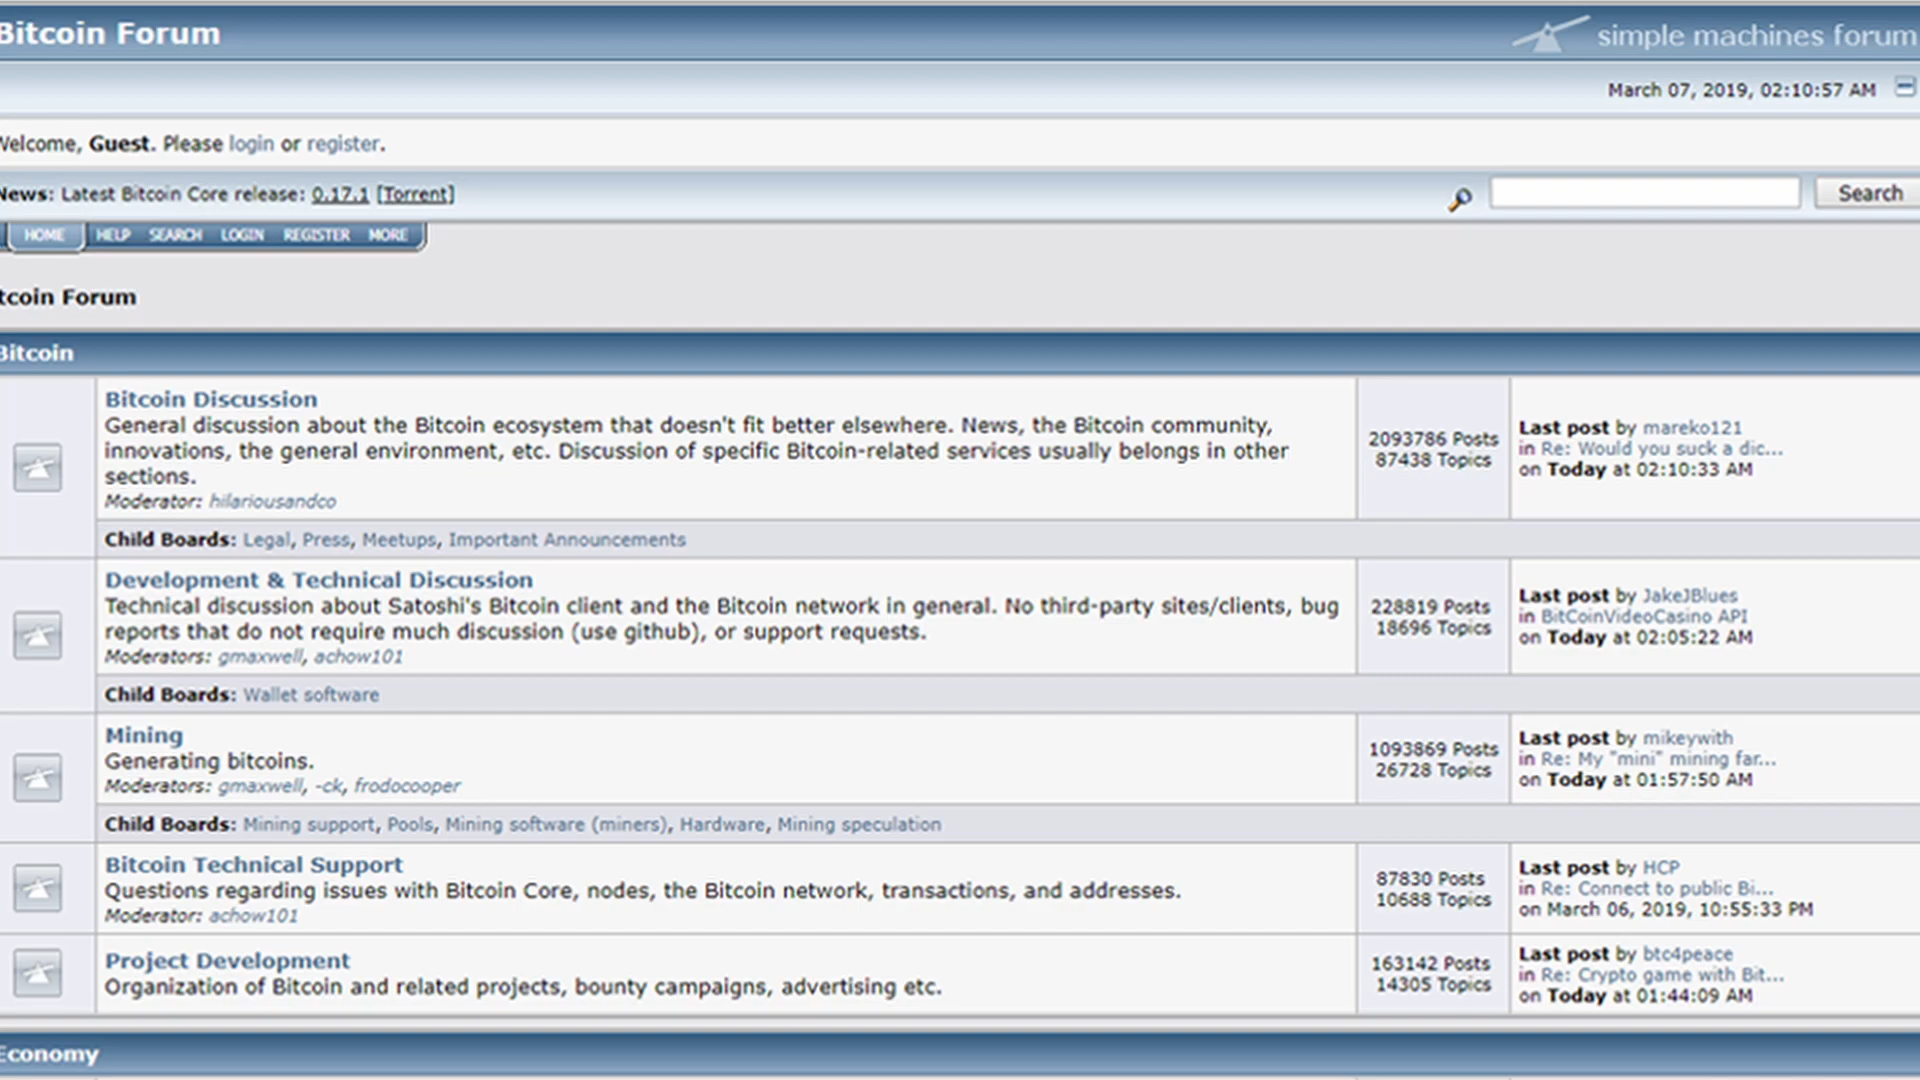 Bitcoin Forum
simple machines forum
March 07, 2019, 02:10:57 AM
Welcome, Guest. Please login or register.
News: Latest Bitcoin Core release: 0.17.1 [Torrent]
Search
HOME HELP SEARCH LOGIN REGISTER MORE
tcoin Forum
Bitcoin
Bitcoin Discussion
General discussion about the Bitcoin ecosystem that doesn't fit better elsewhere. News, the Bitcoin community,
innovations, the general environment, etc. Discussion of specific Bitcoin-related services usually belongs in other
sections.
Moderator: hilariousandco
2093786 Posts
87438 Topics
Last post by mareko121
in Re: Would you suck a dic...
on Today at 02:10:33 AM
Child Boards: Legal, Press, Meetups, Important Announcements
Development & Technical Discussion
Technical discussion about Satoshi's Bitcoin client and the Bitcoin network in general. No third-party sites/clients, bug
reports that do not require much discussion (use github), or support requests.
Moderators: gmaxwell, achow101
228819 Posts
18696 Topics
Last post by JakeJBlues
in BitCoinVideoCasino API
on Today at 02:05:22 AM
Child Boards: Wallet software
Mining
Generating bitcoins.
Moderators: gmaxwell, -ck, frodocooper
1093869 Posts
26728 Topics
Last post by mikeywith
in Re: My "mini" mining far...
on Today at 01:57:50 AM
Child Boards: Mining support, Pools, Mining software (miners), Hardware, Mining speculation
Bitcoin Technical Support
Questions regarding issues with Bitcoin Core, nodes, the Bitcoin network, transactions, and addresses.
Moderator: achow101
87830 Posts
10688 Topics
Last post by HCP
in Re: Connect to public Bi...
on March 06, 2019, 10:55:33 PM
Project Development
Organization of Bitcoin and related projects, bounty campaigns, advertising etc.
163142 Posts
14305 Topics
Last post by btc4peace
in Re: Crypto game with Bit...
on Today at 01:44:09 AM
Economy